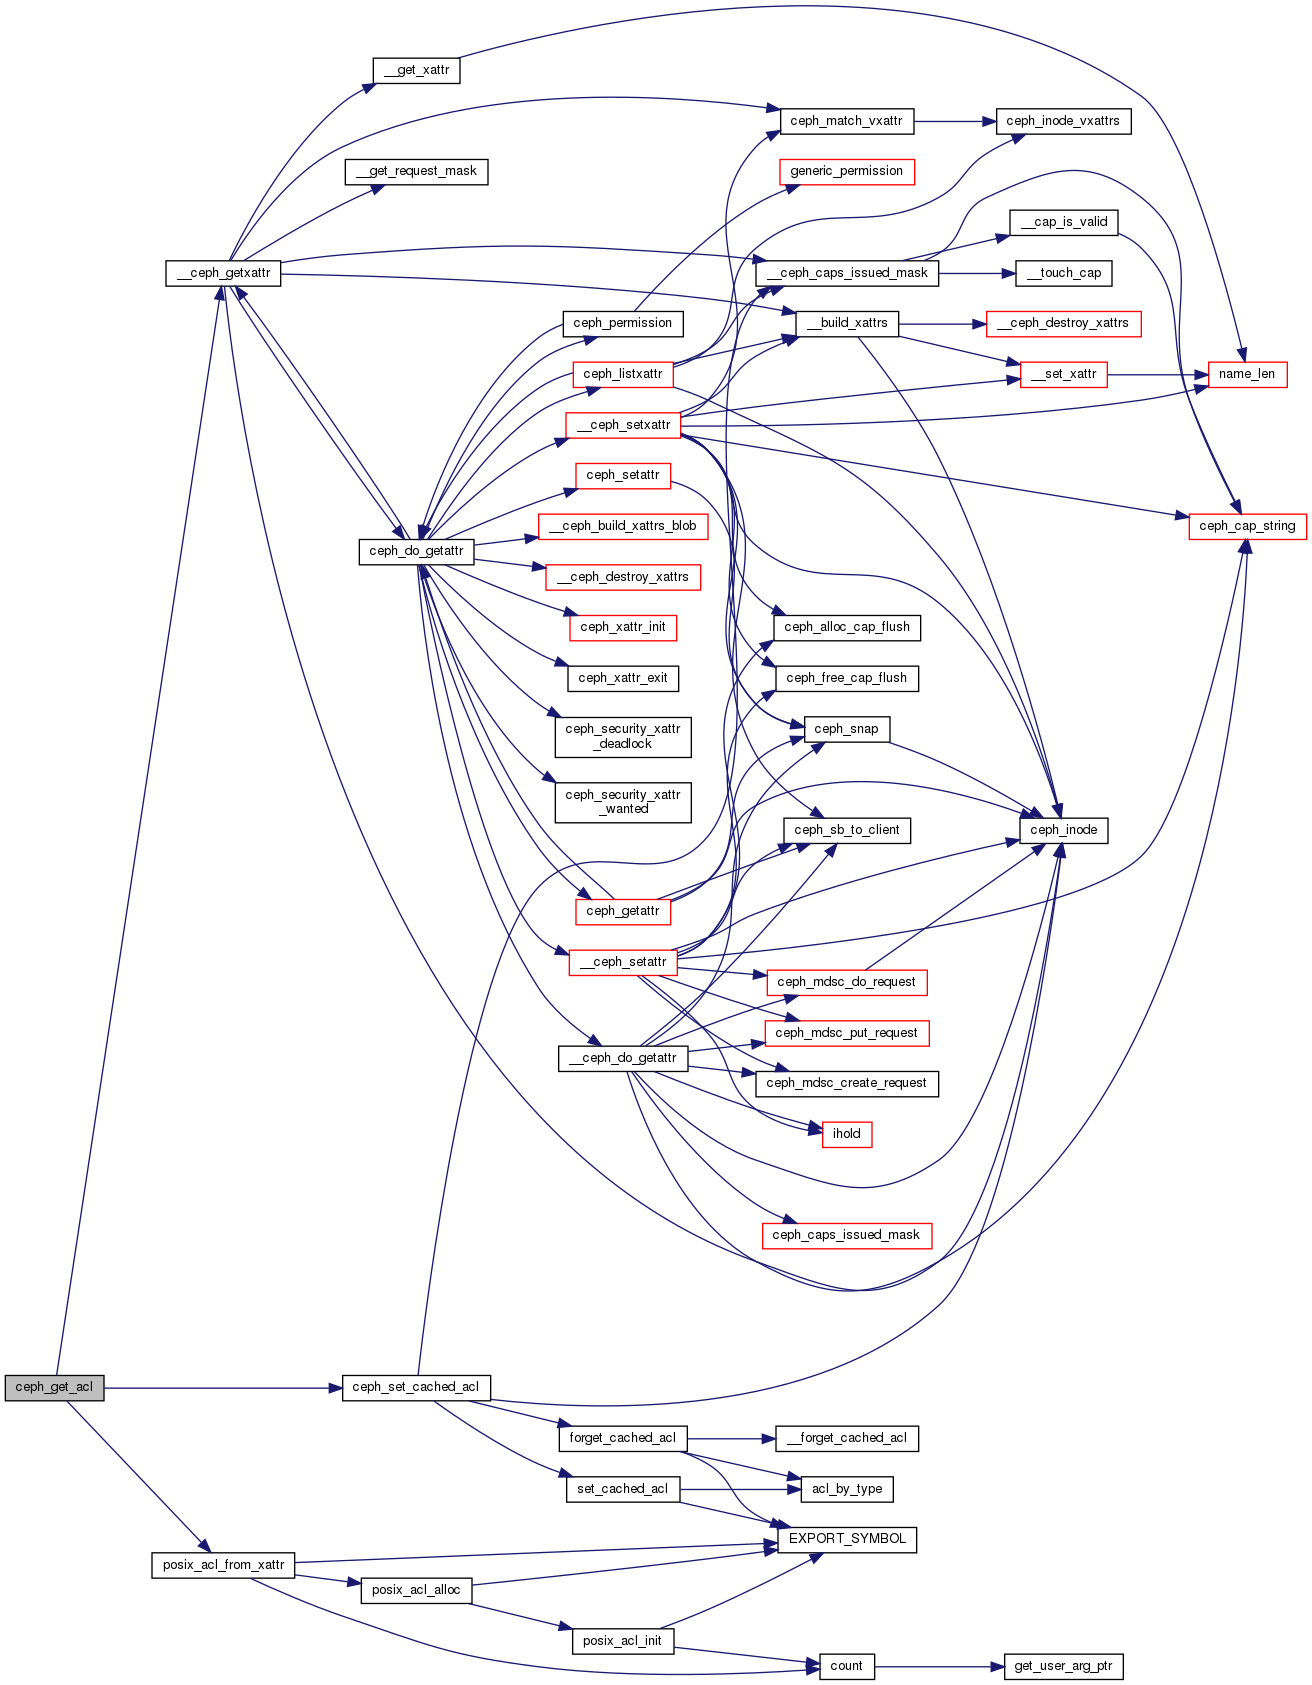 __get_xattr
ceph_match_vxattr
ceph_inode_vxattrs
__get_request_mask
generic_permission
__cap_is_valid
__ceph_getxattr
__ceph_caps_issued_mask
__touch_cap
ceph_permission
__build_xattrs
__ceph_destroy_xattrs
ceph_listxattr
__set_xattr
name_len
__ceph_setxattr
ceph_setattr
__ceph_build_xattrs_blob
ceph_cap_string
ceph_do_getattr
__ceph_destroy_xattrs
ceph_xattr_init
ceph_alloc_cap_flush
ceph_xattr_exit
ceph_free_cap_flush
ceph_security_xattr
_deadlock
ceph_snap
ceph_security_xattr
_wanted
ceph_sb_to_client
ceph_inode
ceph_getattr
__ceph_setattr
ceph_mdsc_do_request
ceph_mdsc_put_request
__ceph_do_getattr
ceph_mdsc_create_request
ihold
ceph_caps_issued_mask
ceph_get_acl
ceph_set_cached_acl
forget_cached_acl
__forget_cached_acl
set_cached_acl
acl_by_type
EXPORT_SYMBOL
posix_acl_from_xattr
posix_acl_alloc
posix_acl_init
count
get_user_arg_ptr